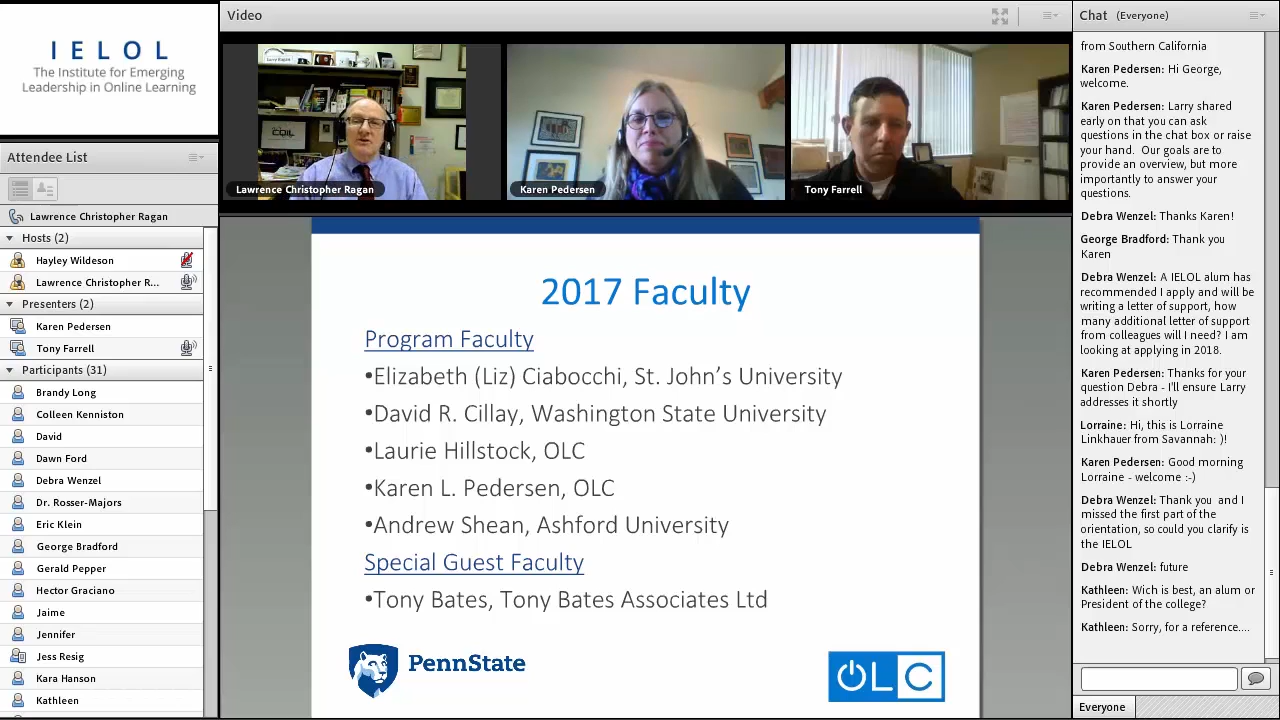 IELOL
The Institute for Emerging
Leadership in Online Learning
Attendee List
Lawrence Christopher Ragan
Hosts (2)
Hayley Wildeson
Lawrence Christopher R...
Presenters (2)
Karen Pedersen
Tony Farrell
Participants (31)
Brandy Long
Colleen Kenniston
David
Dawn Ford
Debra Wenzel
Dr. Rosser-Majors
Eric Klein
George Bradford
Gerald Pepper
Hector Graciano
Jaime
Jennifer
Jess Resig
Kara Hanson
Kathleen
Video
Lawrence Christopher Ragan
Karen Pedersen
Tony Farrell
2017 Faculty
Program Faculty
•Elizabeth (Liz) Ciabocchi, St. John’s University
•David R. Cillay, Washington State University
•Laurie Hillstock, OLC
•Karen L. Pedersen, OLC
•Andrew Shean, Ashford University
Special Guest Faculty
•Tony Bates, Tony Bates Associates Ltd
PennState
OLC
Chat (Everyone)
from Southern California
Karen Pedersen: Hi George,
welcome.
Karen Pedersen: Larry shared
early on that you can ask
question in the chat box or raise
your hand. Our goals are to
provide an overview, but more
importantly to answer your
questions.
Debra Wenzel: Thanks Karen!
George Bradford: Thank you
Karen
Debra Wenzel: A IELOL alum has
requested I apply and will be
writing a letter of support, how
many additional letter of support
from colleagues will I need? I am
looking at applying in 2018.
Karen Pedersen: Thanks for your
question Debra - I'll ensure Larry
addresses it shortly
Lorraine: Hi, this is Lorraine
Linkhauer from Savannah: )!
Karen Pedersen: Good morning
Lorraine - welcome :-)
Debra Wenzel: Thank you and I
missed the first part of the
orientation, so could you clarify is
the IELOL
Debra Wenzel: future
Kathleen: Wich is best, an alum or
President of the college?
Kathleen: Sorry, for a reference....
Everyone